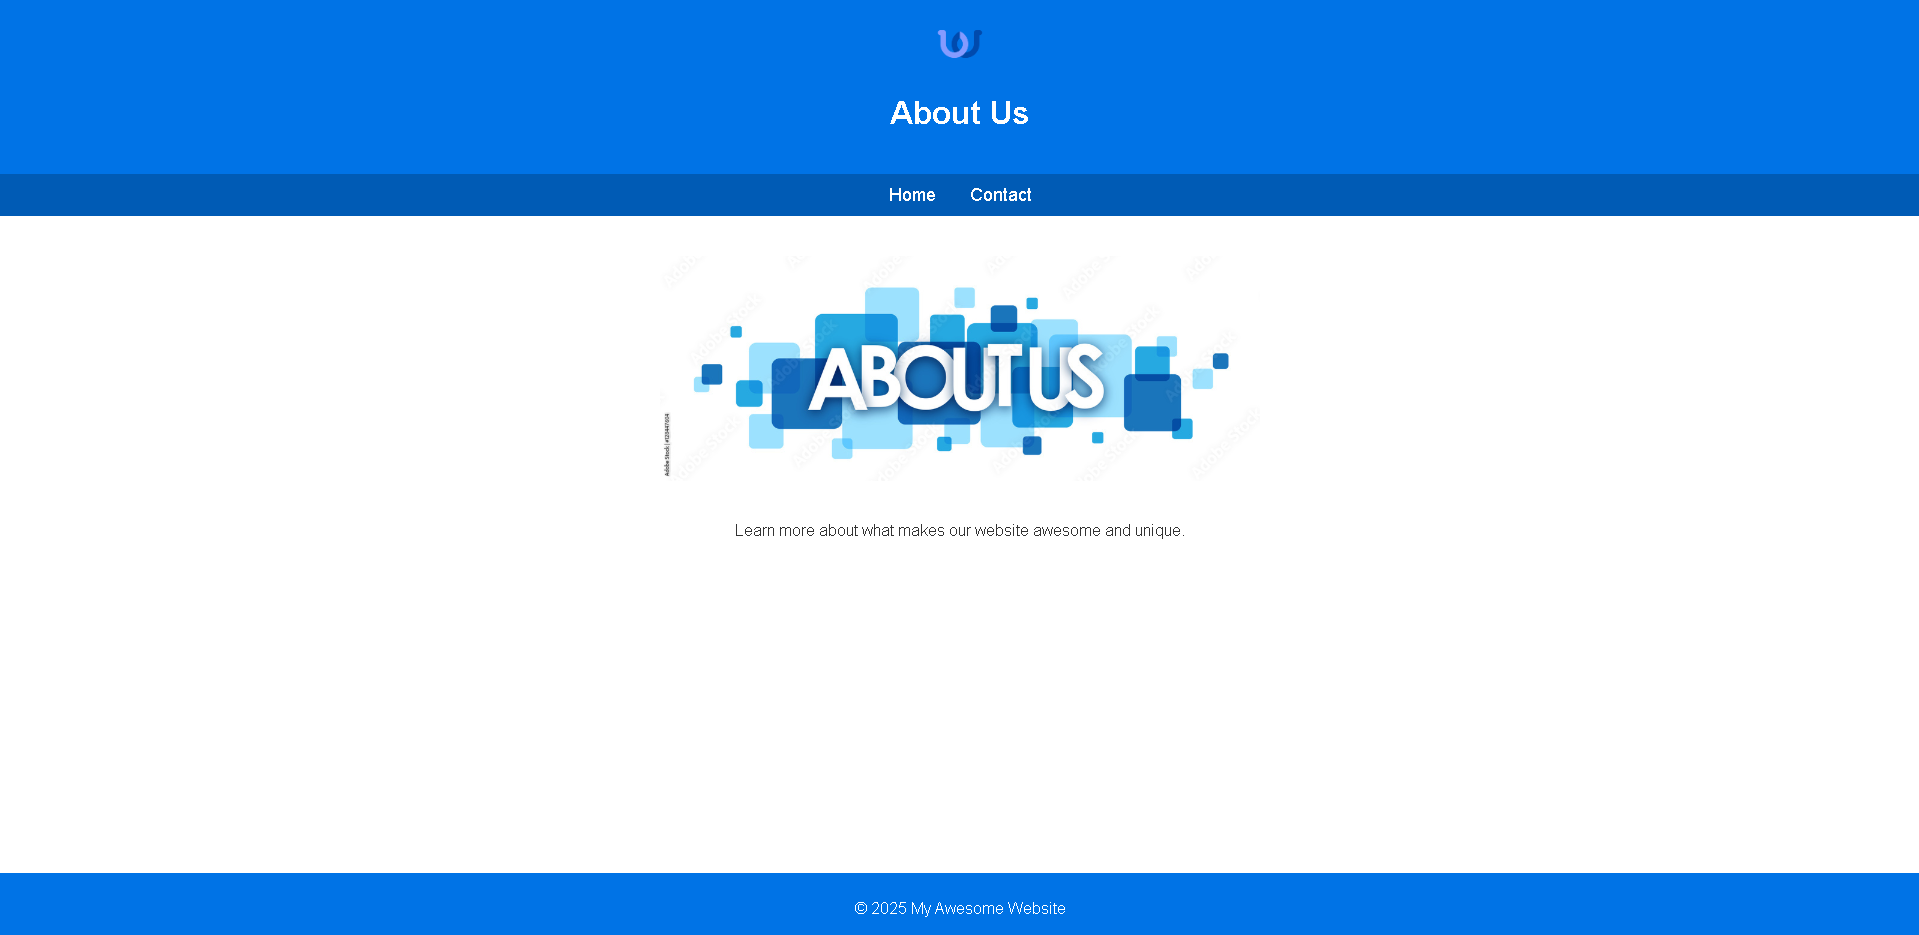 About Us
Home Contact
ABOUT US
Adobe Stock
Learn more about what makes our website awesome and unique.
© 2025 My Awesome Website